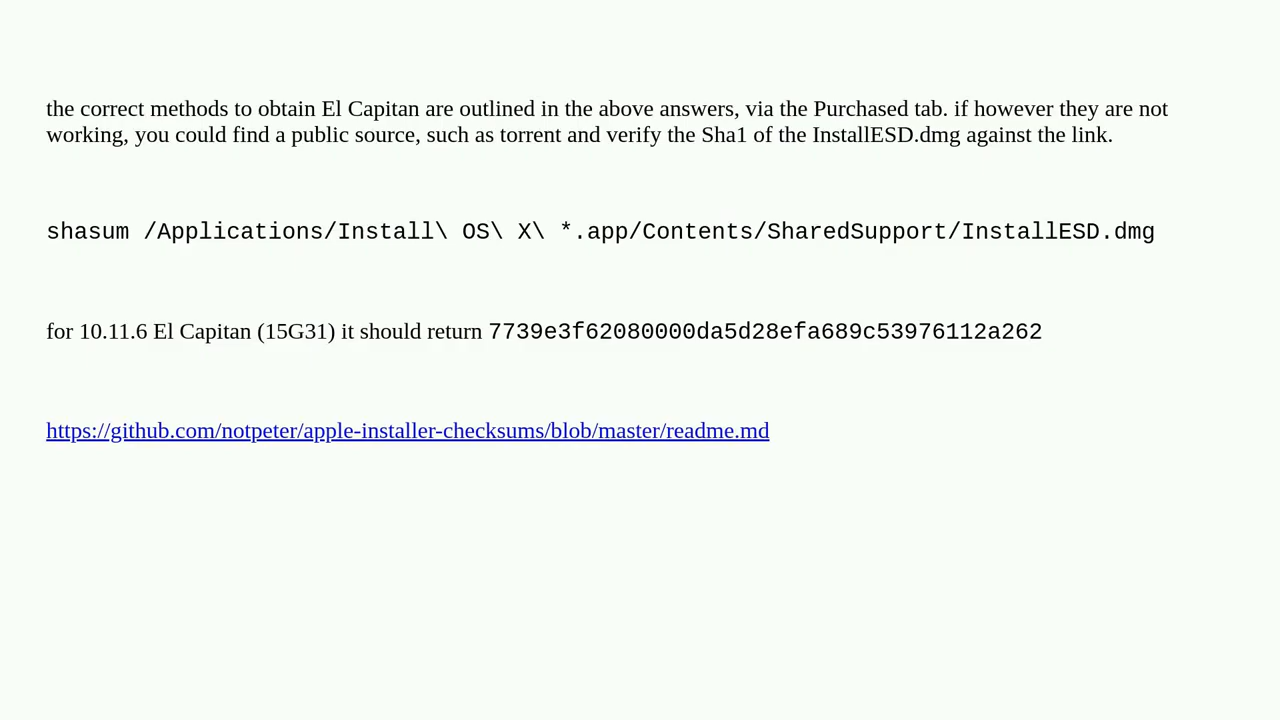 the correct methods to obtain El Capitan are outlined in the above answers, via the Purchased tab. if however they are not
working, you could find a public source, such as torrent and verify the Sha1 of the InstallESD.dmg against the link.
shasum /Applications/Install\ OS\ X\ *.app/Contents/SharedSupport/InstallESD.dmg
for 10.11.6 El Capitan (15G31) it should return 7739e3f62080000da5d28efa689c53976112a262
https://github.com/notpeter/apple-installer-checksums/blob/master/readme.md